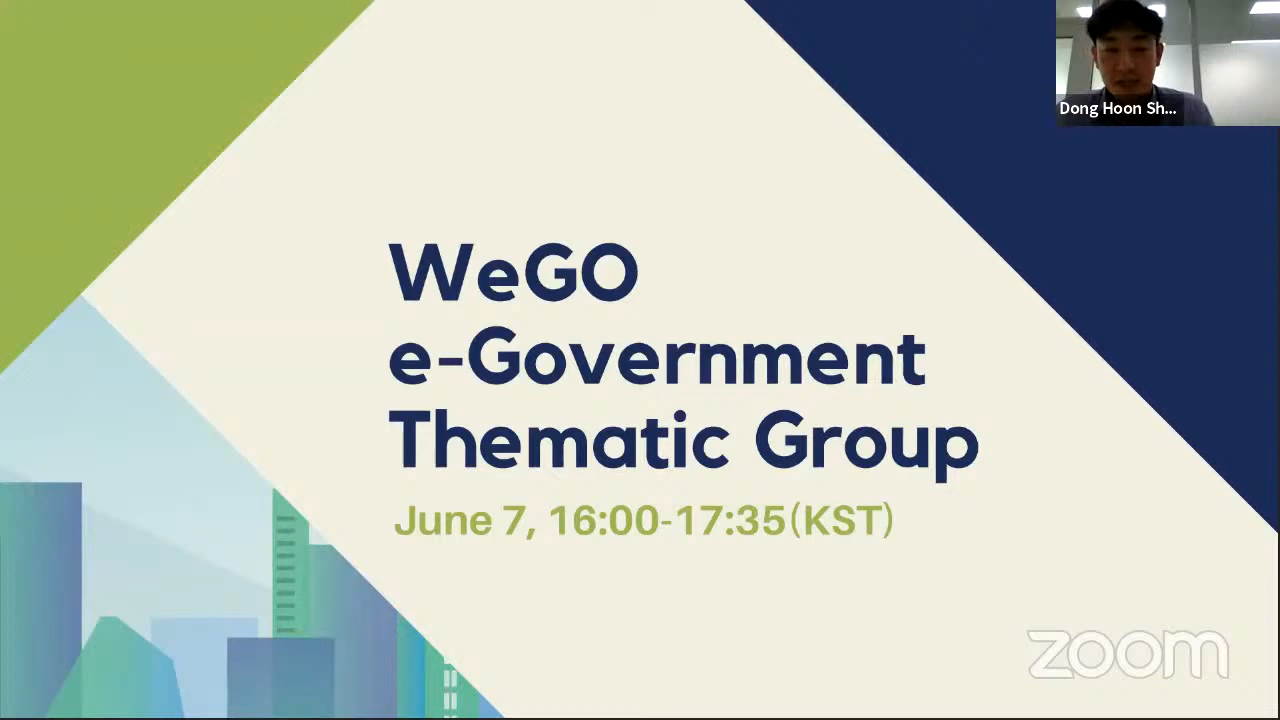 Dong Hoon Sh...
WeGO
e-Government
Thematic Group
June 7, 16:00-17:35(KST)
zoom